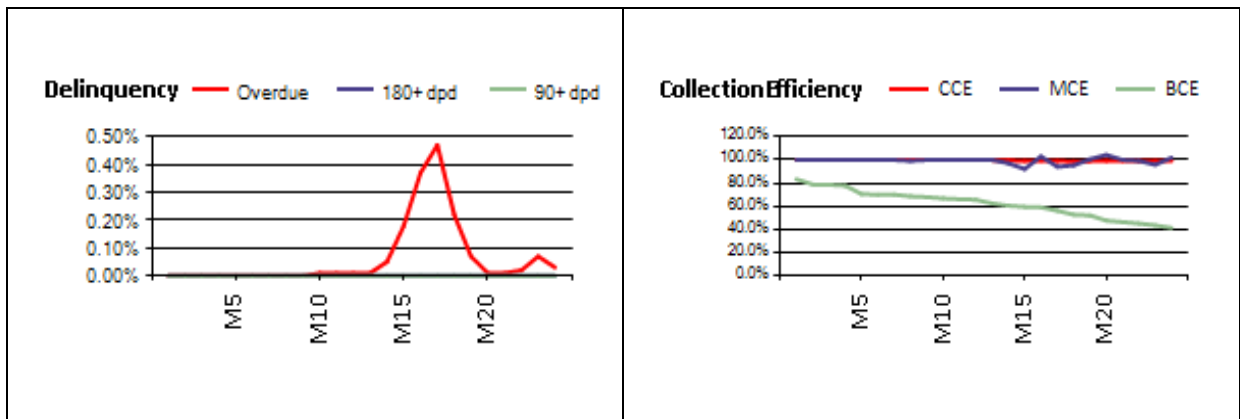 Delinquency Overdue 180+ dpd 90+ dpd
0.50%
0.40%
0.30%
0.20%
0.10%
0.00%
M5
M10
M15
M20
Collection Efficiency CCE MCE BCE
120.0%
100.0%
80.0%
60.0%
40.0%
20.0%
0.0%
M5
M10
M15
M20